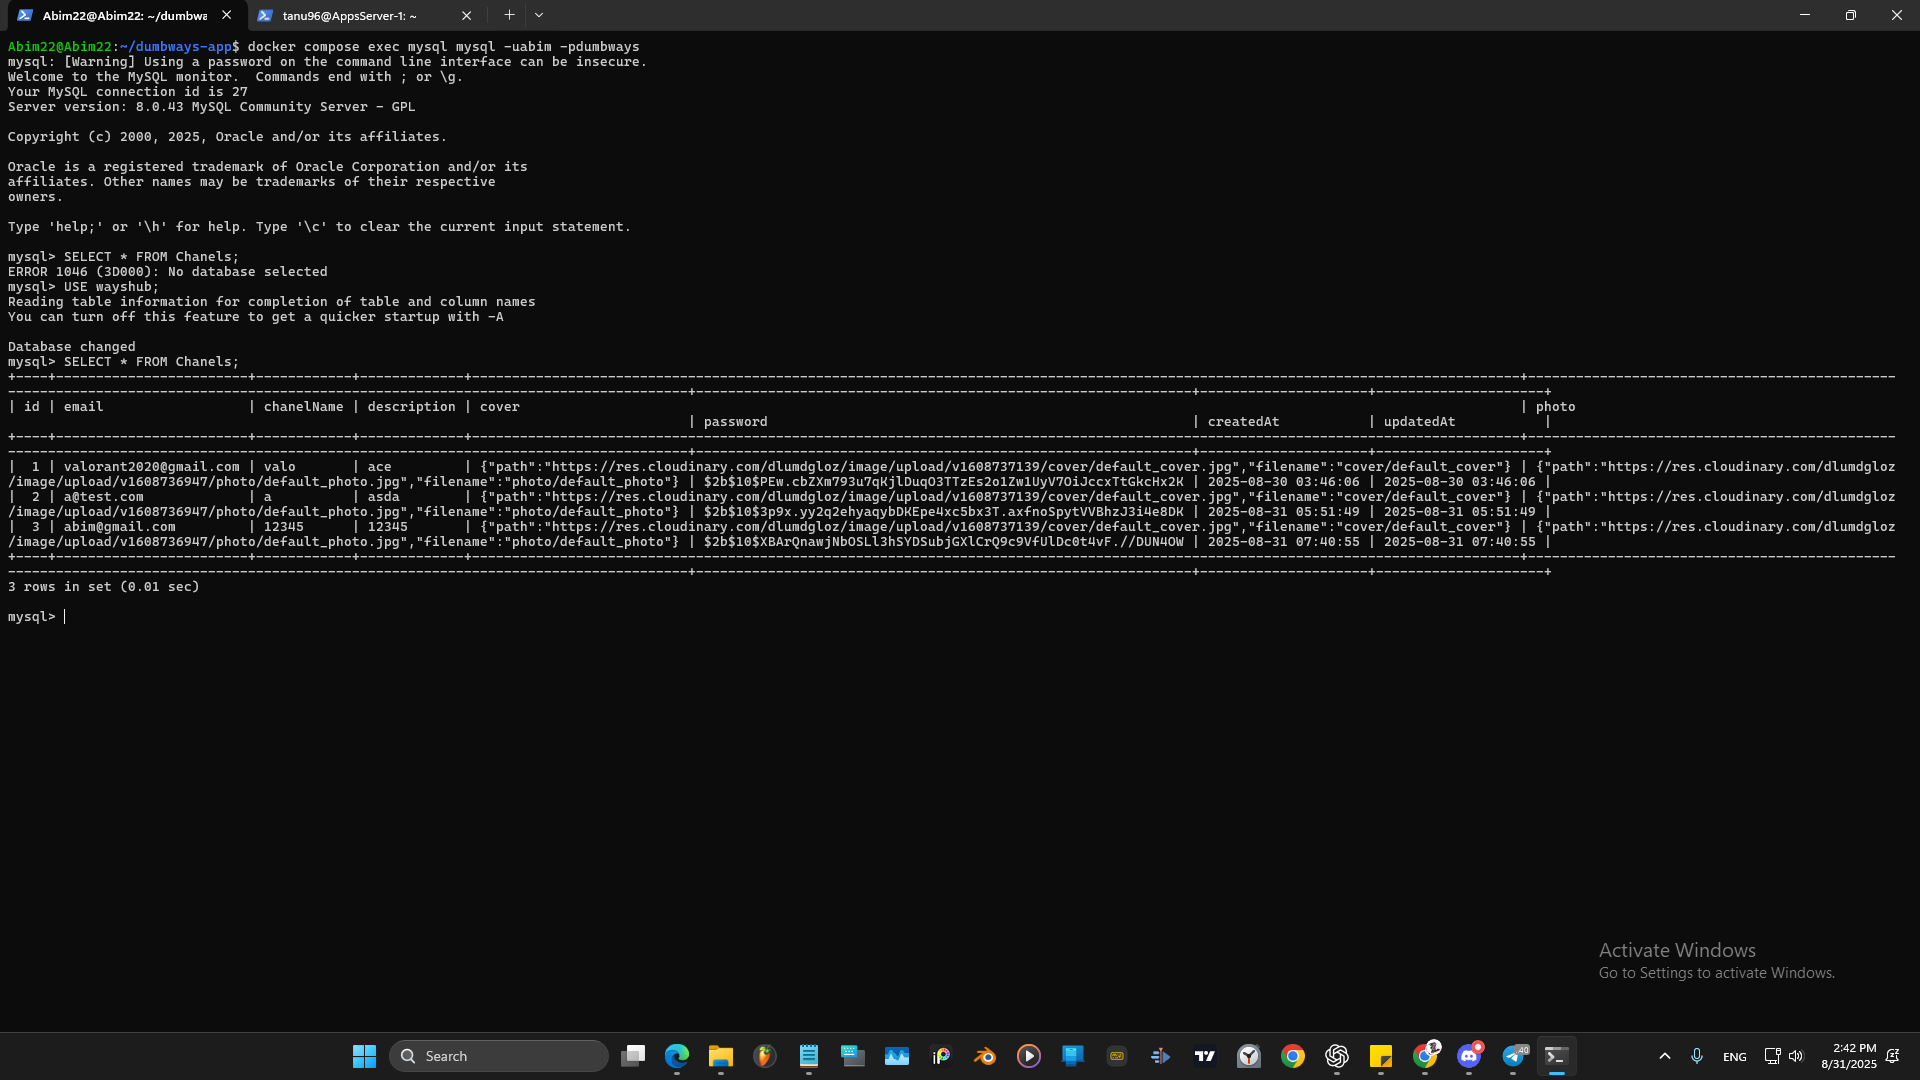 Abim22@Abim22: ~/dumbwa
tanu96@AppsServer-1: ~
Abim22@Abim22:~/dumbways-app$ docker compose exec mysql mysql -uabim -pdumbways
mysql: [Warning] Using a password on the command line interface can be insecure.
Welcome to the MySQL monitor.  Commands end with ; or \g.
Your MySQL connection id is 27
Server version: 8.0.43 MySQL Community Server - GPL
Copyright (c) 2000, 2025, Oracle and/or its affiliates.
Oracle is a registered trademark of Oracle Corporation and/or its
affiliates. Other names may be trademarks of their respective
owners.
Type 'help;' or '\h' for help. Type '\c' to clear the current input statement.
mysql> SELECT * FROM Chanels;
ERROR 1046 (3D000): No database selected
mysql> USE wayshub;
Reading table information for completion of table and column names
You can turn off this feature to get a quicker startup with -A
Database changed
mysql> SELECT * FROM Chanels;
| id | email | chanelName | description | cover | photo
| password | createdAt | updatedAt |
| 1 | valorant2020@gmail.com | valo | ace | {"path":"https://res.cloudinary.com/dlumdgloz/image/upload/v1608737139/cover/default_cover.jpg","filename":"cover/default_cover"} | {"path":"https://res.cloudinary.com/dlumdgloz
/image/upload/v1608736947/photo/default_photo.jpg","filename":"photo/default_photo"} | $2b$10$PEw.cbZXm793u7qKjlDuqO3TTzEs2o1Zw1UyV7OiJccxTtGkcHx2K | 2025-08-30 03:46:06 | 2025-08-30 03:46:06 |
| 2 | a@test.com | a | asda | {"path":"https://res.cloudinary.com/dlumdgloz/image/upload/v1608737139/cover/default_cover.jpg","filename":"cover/default_cover"} | {"path":"https://res.cloudinary.com/dlumdgloz
/image/upload/v1608736947/photo/default_photo.jpg","filename":"photo/default_photo"} | $2b$10$3p9x.yy2q2ehyaqybDKEpe4xc5bx3T.axfnoSpytVVBhzJ3i4e8DK | 2025-08-31 05:51:49 | 2025-08-31 05:51:49 |
| 3 | abim@gmail.com | 12345 | 12345 | {"path":"https://res.cloudinary.com/dlumdgloz/image/upload/v1608737139/cover/default_cover.jpg","filename":"cover/default_cover"} | {"path":"https://res.cloudinary.com/dlumdgloz
/image/upload/v1608736947/photo/default_photo.jpg","filename":"photo/default_photo"} | $2b$10$XBArQnawjNbOSLl3hSYDSubjGXlCrQ9c9VfUlDc0t4vF.//DUN4OW | 2025-08-31 07:40:55 | 2025-08-31 07:40:55 |
3 rows in set (0.01 sec)
mysql>
Activate Windows
Go to Settings to activate Windows.
Search
ENG
2:42 PM
8/31/2025